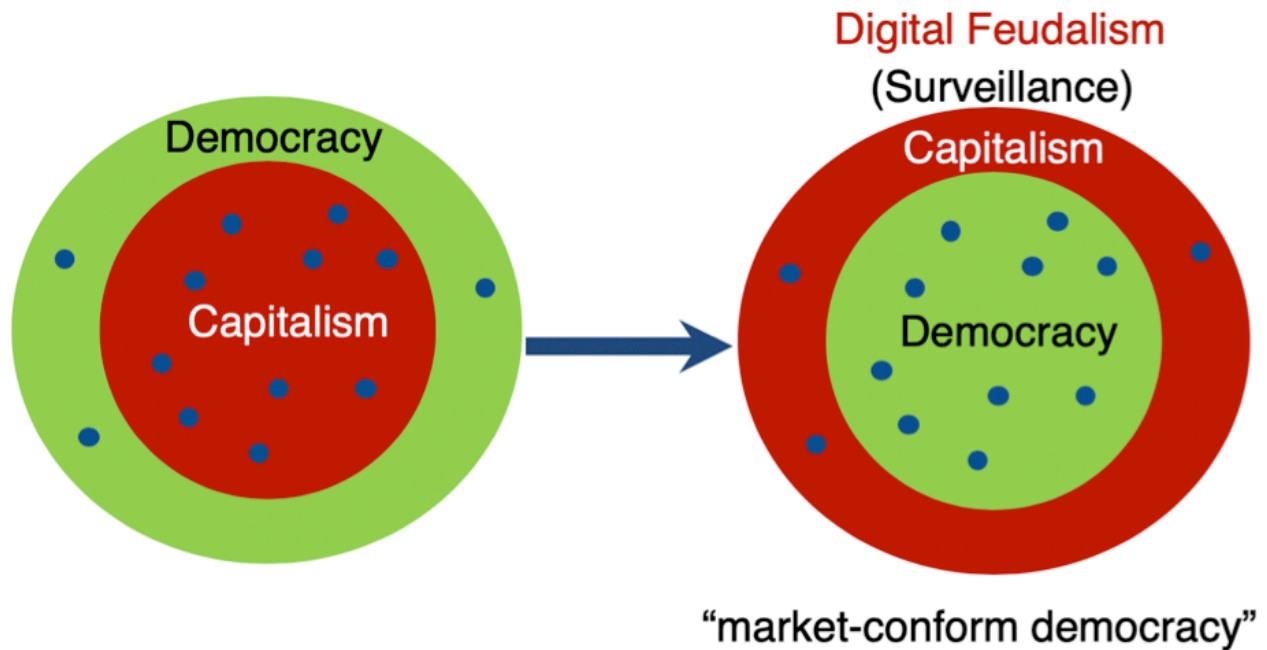 Democracy
Capitalism
Digital Feudalism
(Surveillance)
Capitalism
Democracy
“market-conform democracy”